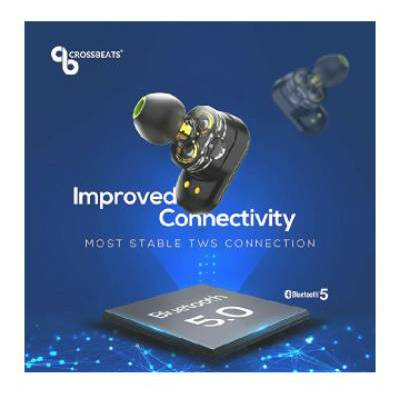 CROSSBEATS®
Improved
Connectivity
MOST STABLE TWS CONNECTION
Bluetooth® 5
Bluetooth
5.0